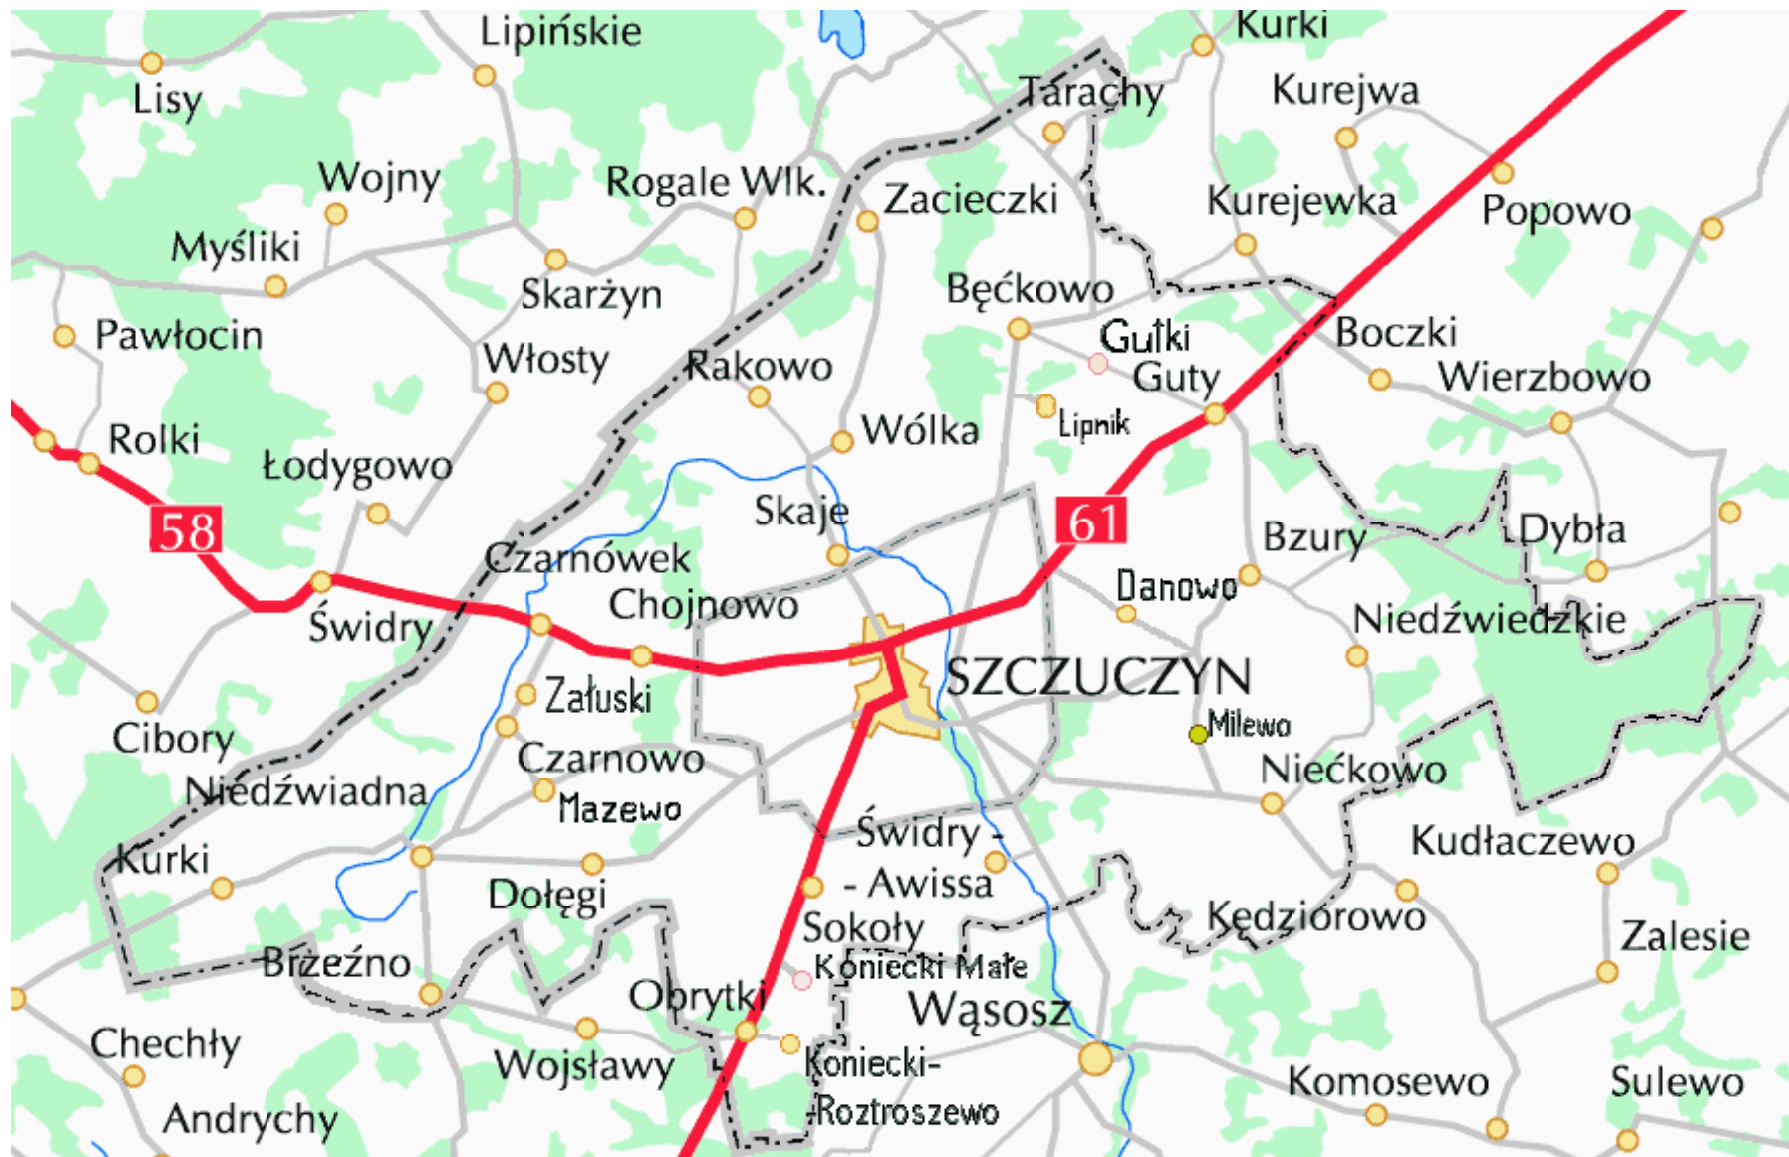 Lipińskie
Kurki
Lisy
Tarachy
Kurejwa
Wojny
Rogale Wlk.
Zacieczki
Kurejewka
Popowo
Myśliki
Skarżyn
Bęćkowo
Pawłocin
Włosty
Rakowo
Gutki
Guty
Boczki
Wierzbowo
Rolki
Łodygowo
Wólka
Lipnik
58
Skaje
61
Bzury
Dybła
Czarnówek
Chojnowo
Danowo
Świdry
Niedźwiedzkie
Załuski
SZCZUCZYN
Milewo
Cibory
Czarnowo
Niećkowo
Niedźwiadna
Mazewo
Świdry -
- Awissa
Kudłaczewo
Kurki
Dołęgi
Sokoły
Kędziorowo
Zalesie
Brzeźno
Koniecki Małe
Obrytki
Wąsosz
Chechły
Wojsławy
Koniecki-
-Roztroszewo
Komosewo
Sulewo
Andrychy